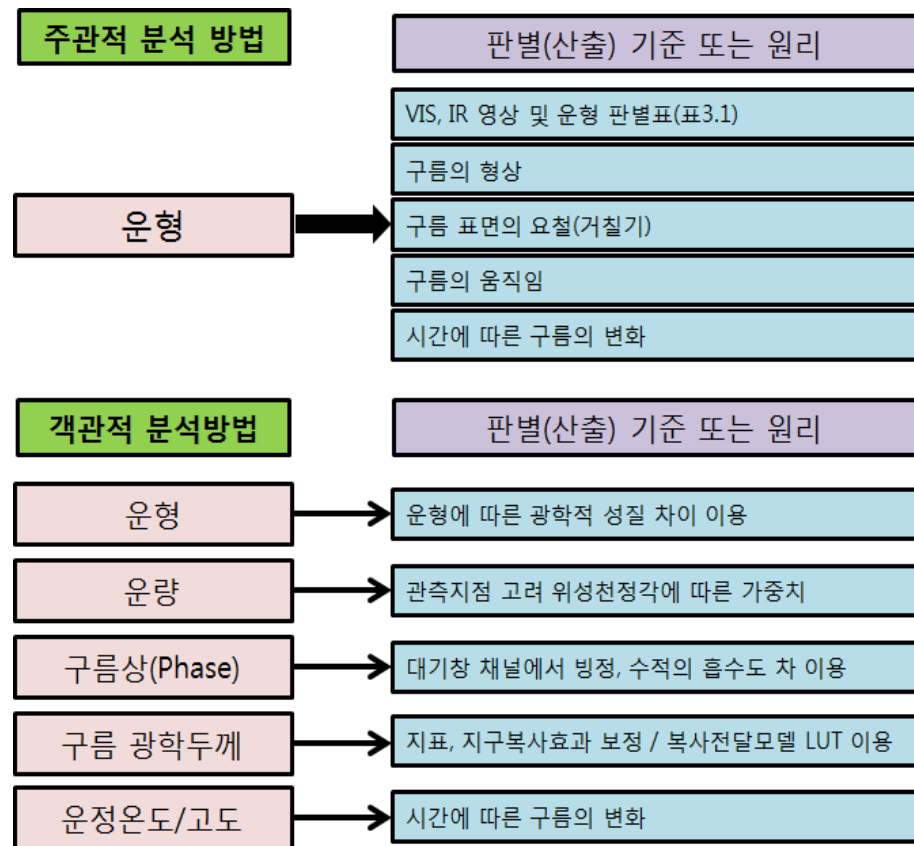 주관적 분석 방법
판별(산출) 기준 또는 원리
운형
VIS, IR 영상 및 운형 판별표(표3.1)
구름의 형상
구름 표면의 요철(거칠기)
구름의 움직임
시간에 따른 구름의 변화
객관적 분석방법
판별(산출) 기준 또는 원리
운형
운형에 따른 광학적 성질 차이 이용
운량
관측지점 고려 위성천정각에 따른 가중치
구름상(Phase)
대기창 채널에서 빙정, 수적의 흡수도 차 이용
구름 광학두께
지표, 지구복사효과 보정 / 복사전달모델 LUT 이용
운정온도/고도
시간에 따른 구름의 변화